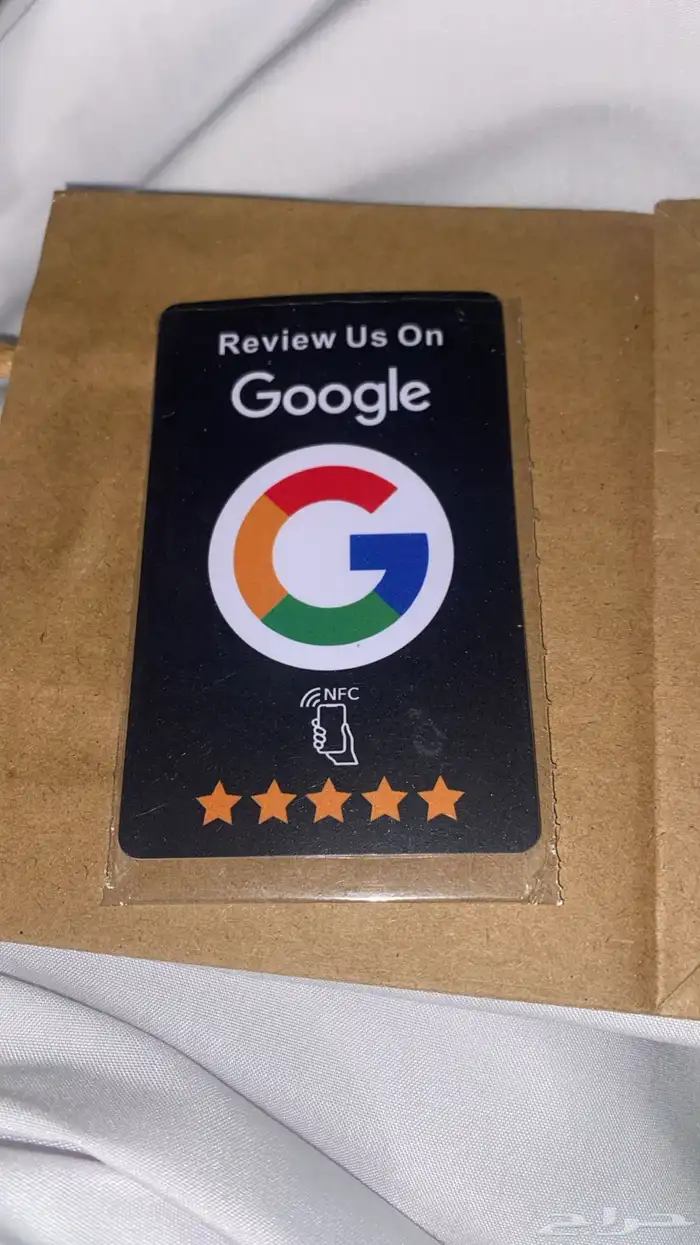 Review Us On
Google
G
NFC
حراج